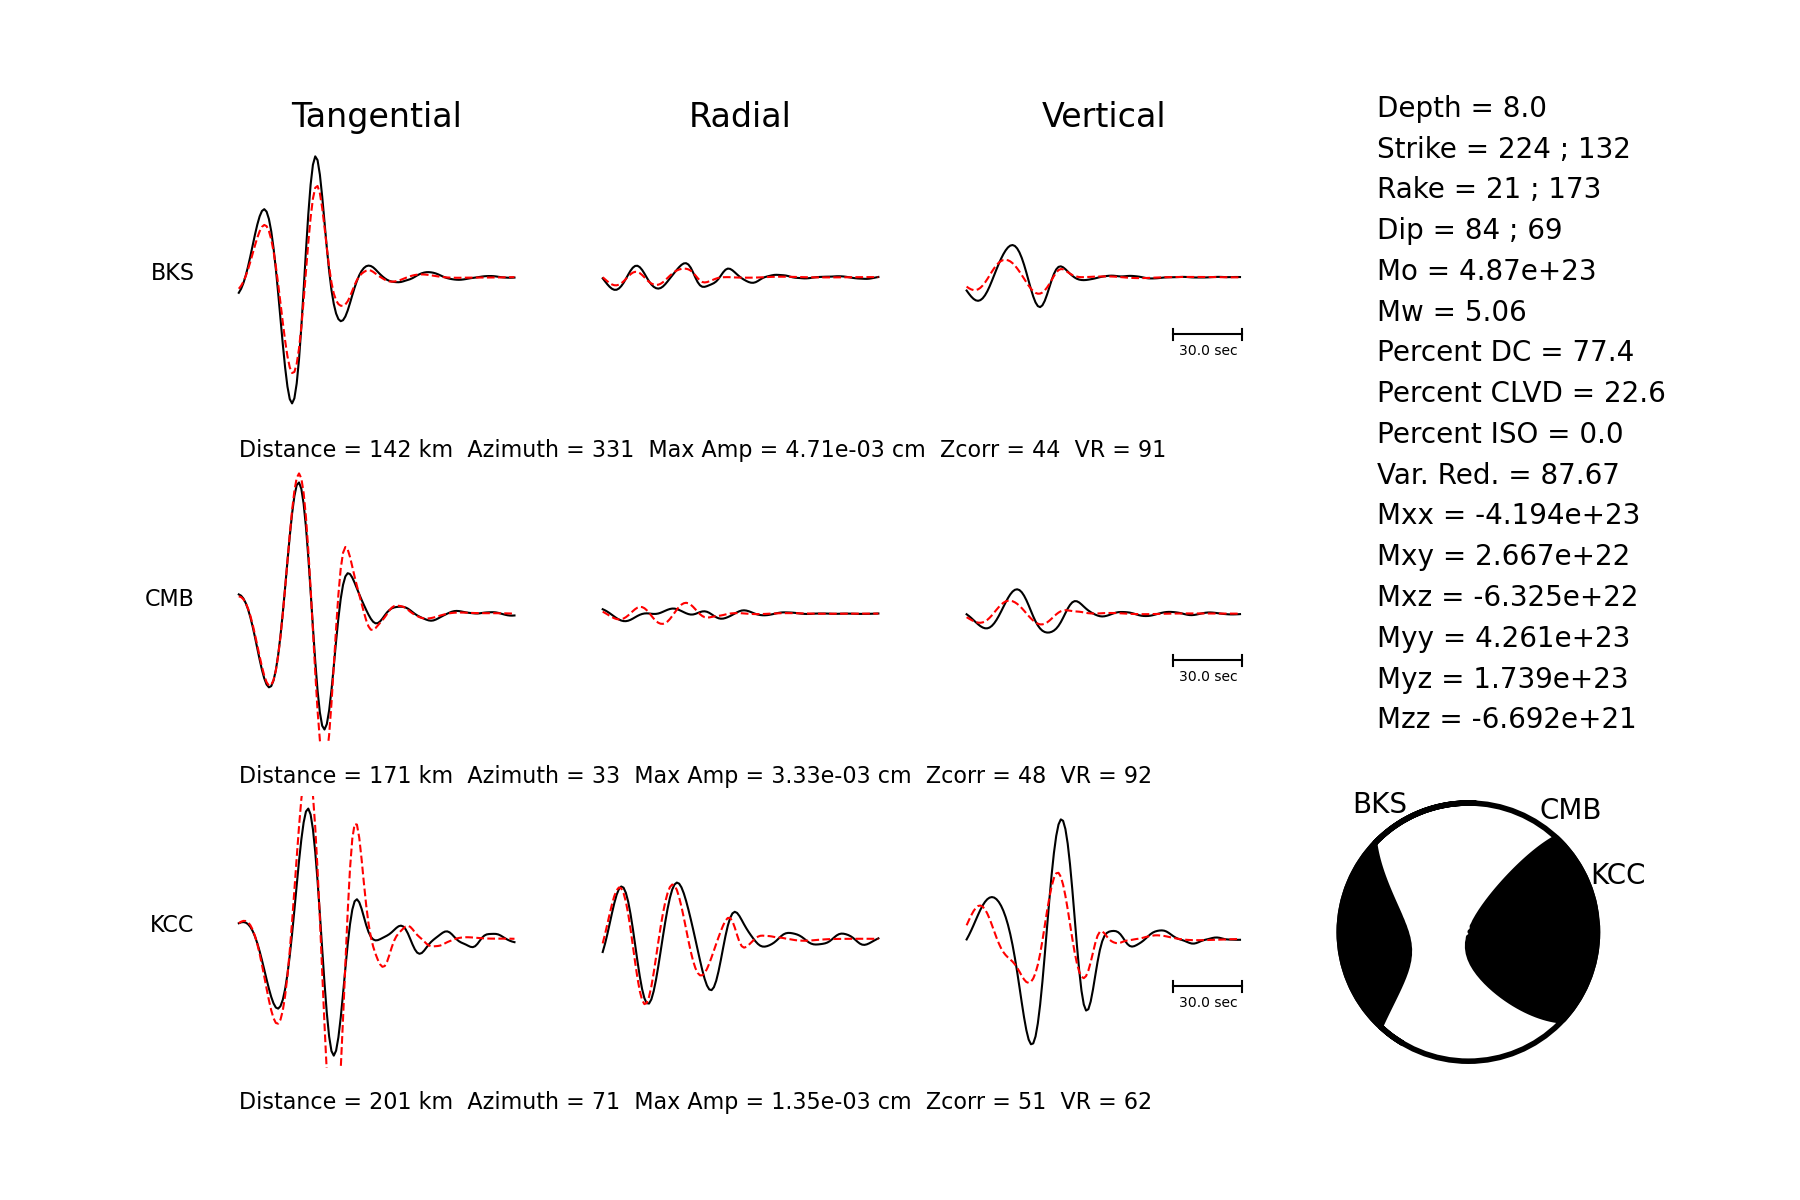 Tangential
Radial
Vertical
BKS
30.0 sec
Distance = 142 km  Azimuth = 331  Max Amp = 4.71e-03 cm  Zcorr = 44  VR = 91
CMB
30.0 sec
Distance = 171 km  Azimuth = 33  Max Amp = 3.33e-03 cm  Zcorr = 48  VR = 92
KCC
30.0 sec
Distance = 201 km  Azimuth = 71  Max Amp = 1.35e-03 cm  Zcorr = 51  VR = 62
Depth = 8.0
Strike = 224 ; 132
Rake = 21 ; 173
Dip = 84 ; 69
Mo = 4.87e+23
Mw = 5.06
Percent DC = 77.4
Percent CLVD = 22.6
Percent ISO = 0.0
Var. Red. = 87.67
Mxx = -4.194e+23
Mxy = 2.667e+22
Mxz = -6.325e+22
Myy = 4.261e+23
Myz = 1.739e+23
Mzz = -6.692e+21
BKS
CMB
KCC